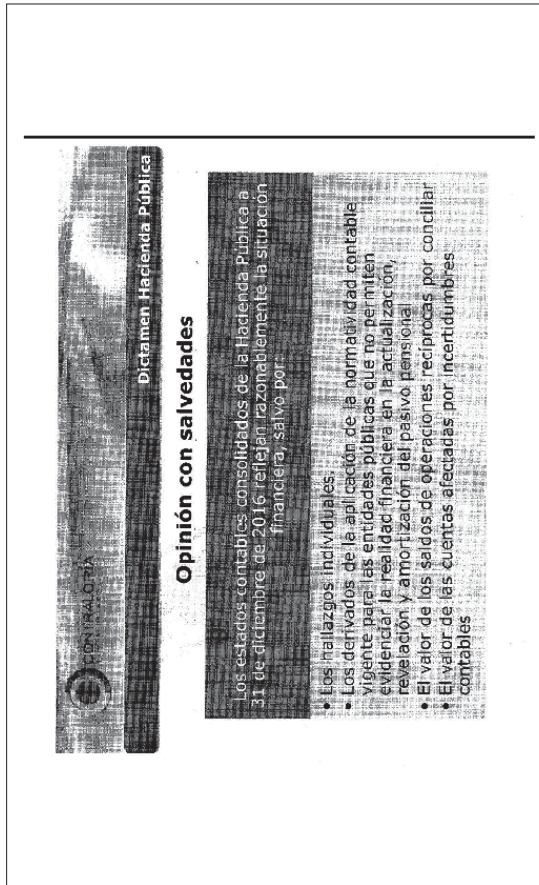 CONTRALORÍA
Dictamen Hacienda Pública
Opinión con salvedades
Los estados contables consolidados de la Hacienda Pública a
31 de diciembre de 2016 reflejan razonablemente la situación
financiera, salvo por:
• Los hallazgos individuales.
• Los derivados de la aplicación de la normatividad contable
vigente para las entidades públicas que no permiten
evidenciar la realidad financiera en la actualización,
revelación y amortización del pasivo pensional
• El valor de los saldos de operaciones recíprocas por conciliar
• El valor de las cuentas afectadas por incertidumbres
contables